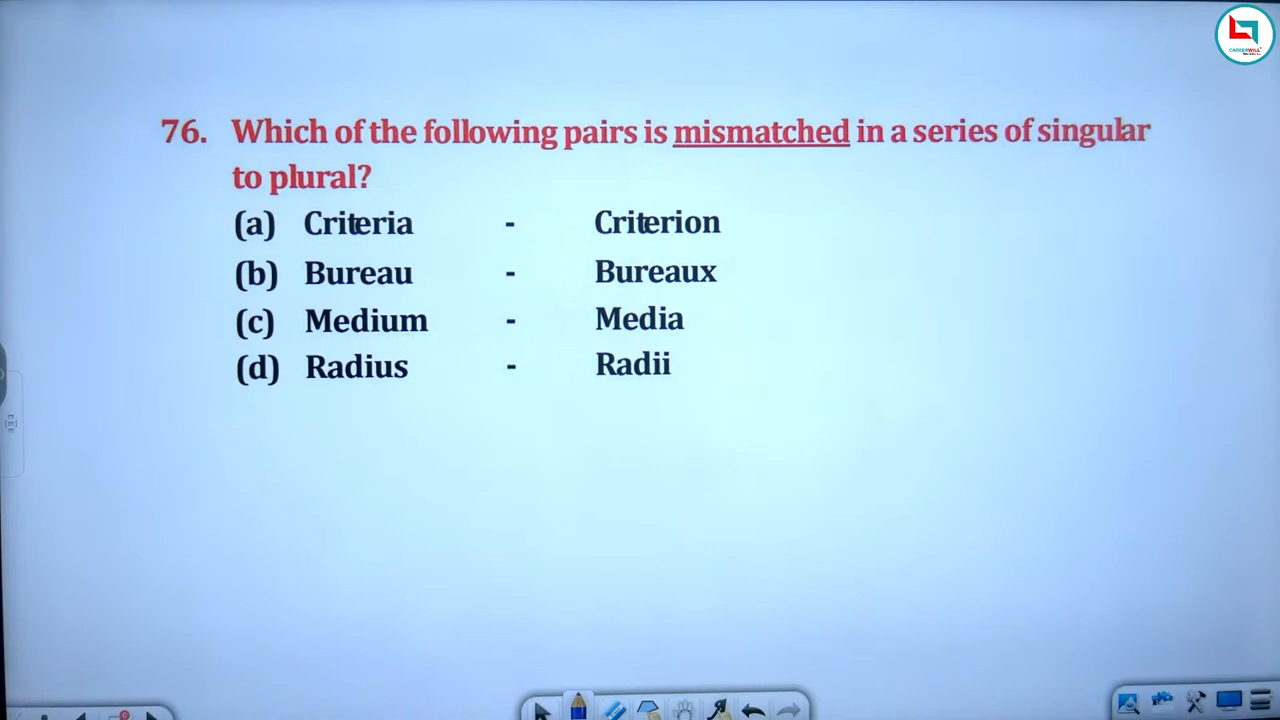 CAREERWILL
76. Which of the following pairs is mismatched in a series of singular
to plural?
(a) Criteria - Criterion
(b) Bureau - Bureaux
(c) Medium - Media
(d) Radius - Radii